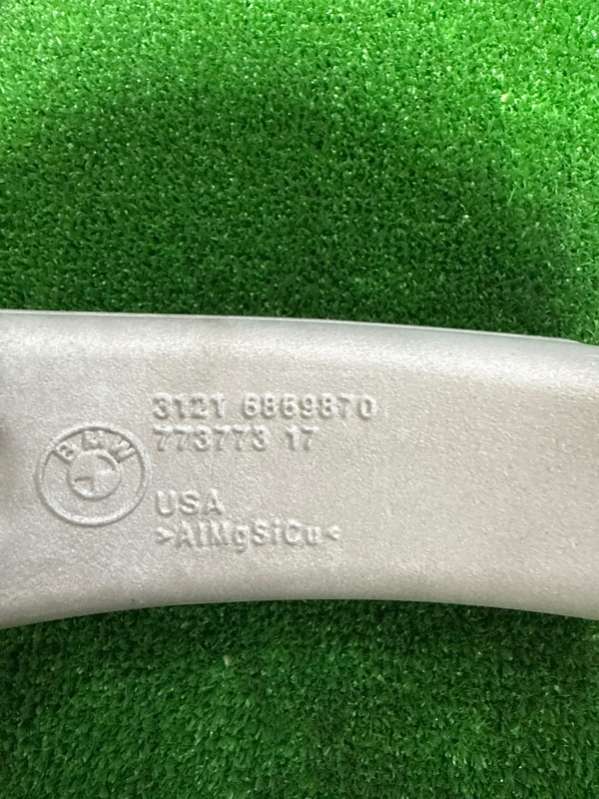 3121 6869870
773773 17
BMW
USA
>AlMgSiCu<